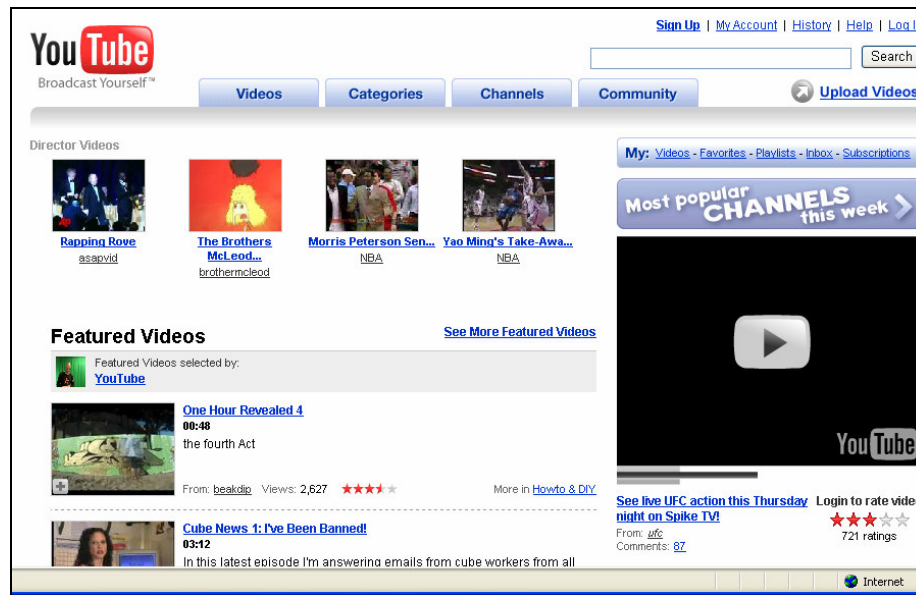 Sign Up | My Account | History | Help | Log I
YouTube
Broadcast Yourself™
Search
Videos
Categories
Channels
Community
Upload Videos
Director Videos
Rapping Rove
asapvid
The Brothers
McLeod...
brothermcleod
Morris Peterson Sen...
NBA
Yao Ming's Take-Awa...
NBA
My: Videos - Favorites - Playlists - Inbox - Subscriptions
Most popular
CHANNELS
this week
Featured Videos
See More Featured Videos
Featured Videos selected by:
YouTube
One Hour Revealed 4
00:48
the fourth Act
From: beakdip Views: 2,627
More in Howto & DIY
Cube News 1: I've Been Banned!
03:12
In this latest episode I'm answering emails from cube workers from all
YouTube
See live UFC action this Thursday
night on Spike TV!
From: ufc
Comments: 87
Login to rate vide
721 ratings
Internet